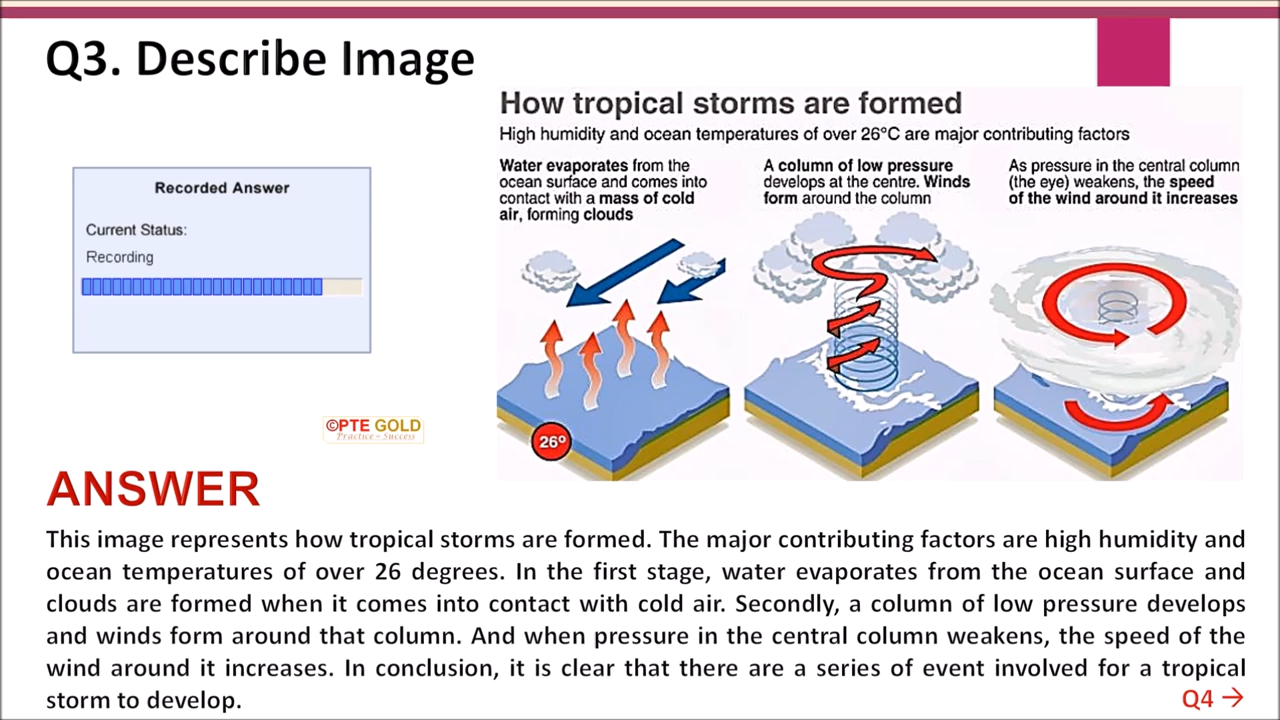 Q3. Describe Image
How tropical storms are formed
High humidity and ocean temperatures of over 26°C are major contributing factors
Water evaporates from the
ocean surface and comes into
contact with a mass of cold
air, forming clouds
A column of low pressure
develops at the centre. Winds
form around the column
As pressure in the central column
(the eye) weakens, the speed
of the wind around it increases
Recorded Answer
Current Status:
Recording
26°
©PTE GOLD
Practice - Success
ANSWER
This image represents how tropical storms are formed. The major contributing factors are high humidity and
ocean temperatures of over 26 degrees. In the first stage, water evaporates from the ocean surface and
clouds are formed when it comes into contact with cold air. Secondly, a column of low pressure develops
and winds form around that column. And when pressure in the central column weakens, the speed of the
wind around it increases. In conclusion, it is clear that there are a series of event involved for a tropical
storm to develop.
Q4 →